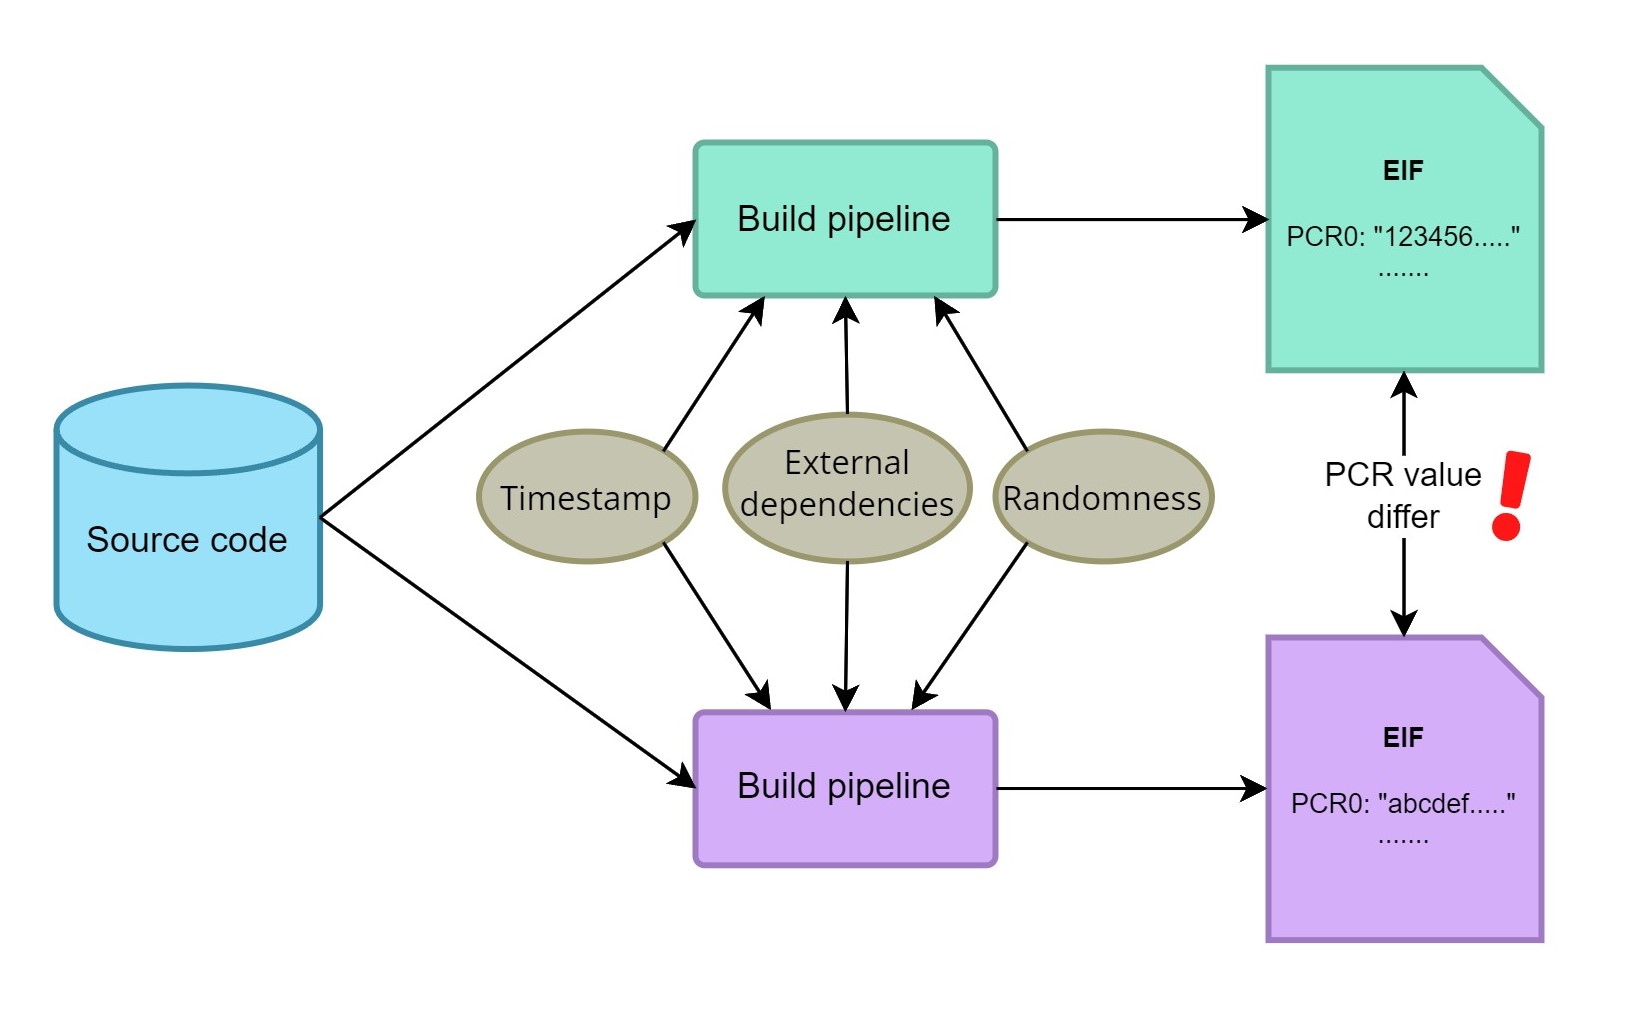 Build pipeline
EIF
PCR0: "123456....."
.......
Source code
Timestamp
External
dependencies
Randomness
PCR value
differ
Build pipeline
EIF
PCR0: "abcdef....."
.......